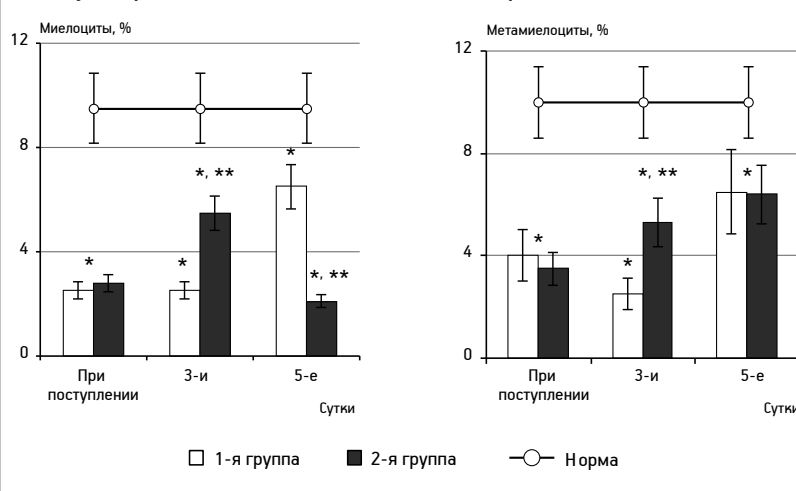 Миелоциты, %
12
8
4
0
*
*
*, **
*
*, **
При
поступлении
3-и
5-е
Сутки
Метамиелоциты, %
12
8
4
0
*
*
*, **
*
При
поступлении
3-и
5-е
Сутки
1-я группа
2-я группа
Норма